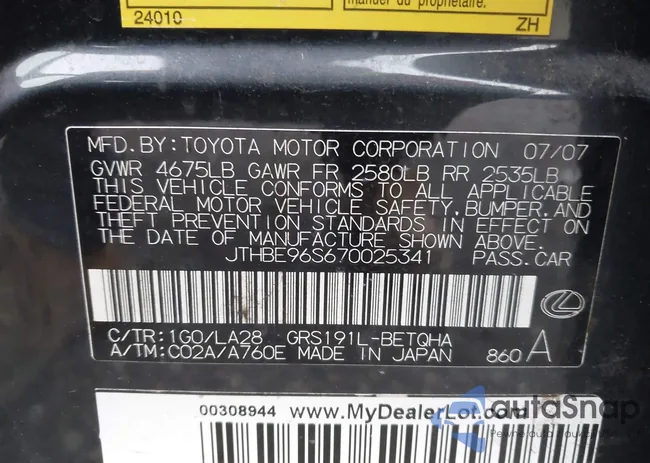 manuel du propriétaire.
24010 ZH
MFD.BY:TOYOTA MOTOR CORPORATION 07/07
GVWR 4675LB GAWR FR 2580LB RR 2535LB
THIS VEHICLE CONFORMS TO ALL APPLICABLE
FEDERAL MOTOR VEHICLE SAFETY,BUMPER,AND
THEFT PREVENTION STANDARDS IN EFFECT ON
THE DATE OF MANUFACTURE SHOWN ABOVE.
JTHBE96S670025341 PASS.CAR
C/TR:1G0/LA28 GRS191L-BETQHA
A/TM:C02A/A760E MADE IN JAPAN 860 A
00308944 www.MyDealerLot.com
autoSnap